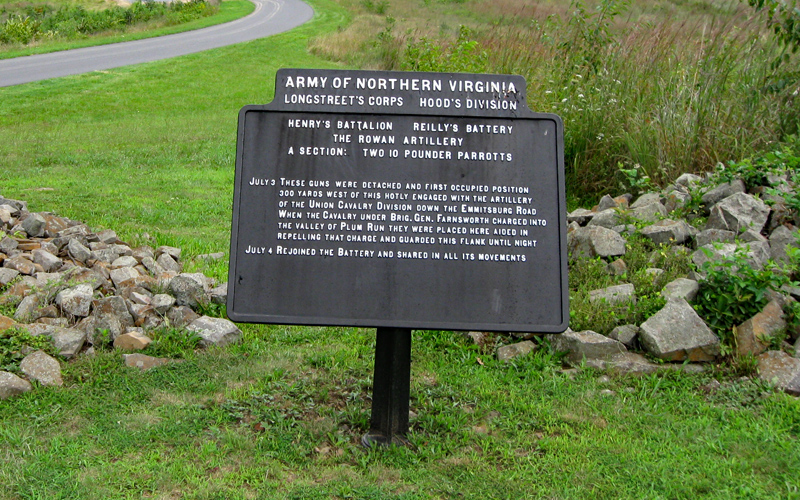 ARMY OF NORTHERN VIRGINIA
LONGSTREET'S CORPS HOOD'S DIVISION
HENRY'S BATTALION REILLY'S BATTERY
THE ROWAN ARTILLERY
A SECTION: TWO 10 POUNDER PARROTTS
JULY 3 THESE GUNS WERE DETACHED AND FIRST OCCUPIED POSITION
300 YARDS WEST OF THIS HOTLY ENGAGED WITH THE ARTILLERY
OF THE UNION CAVALRY DIVISION DOWN THE EMMITSBURG ROAD
WHEN THE CAVALRY UNDER BRIG. GEN. FARNSWORTH CHARGED INTO
THE VALLEY OF PLUM RUN THEY WERE PLACED HERE AIDED IN
REPELLING THAT CHARGE AND GUARDED THIS FLANK UNTIL NIGHT
JULY 4 REJOINED THE BATTERY AND SHARED IN ALL ITS MOVEMENTS